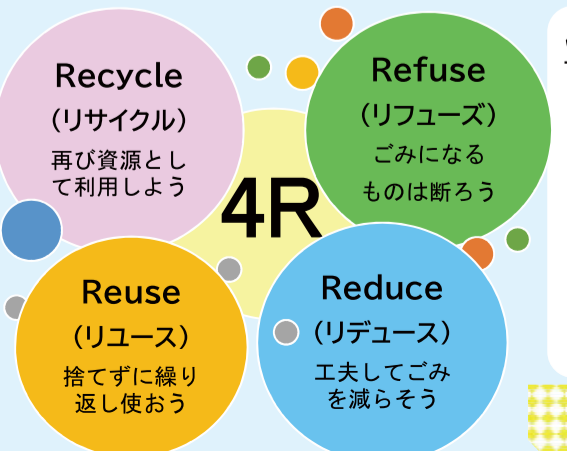 Recycle
(リサイクル)
再び資源とし
て利用しよう
Refuse
(リフューズ)
ごみになる
ものは断ろう
4R
Reuse
(リユース)
捨てずに繰り
返し使おう
Reduce
(リデュース)
工夫してごみ
を減らそう